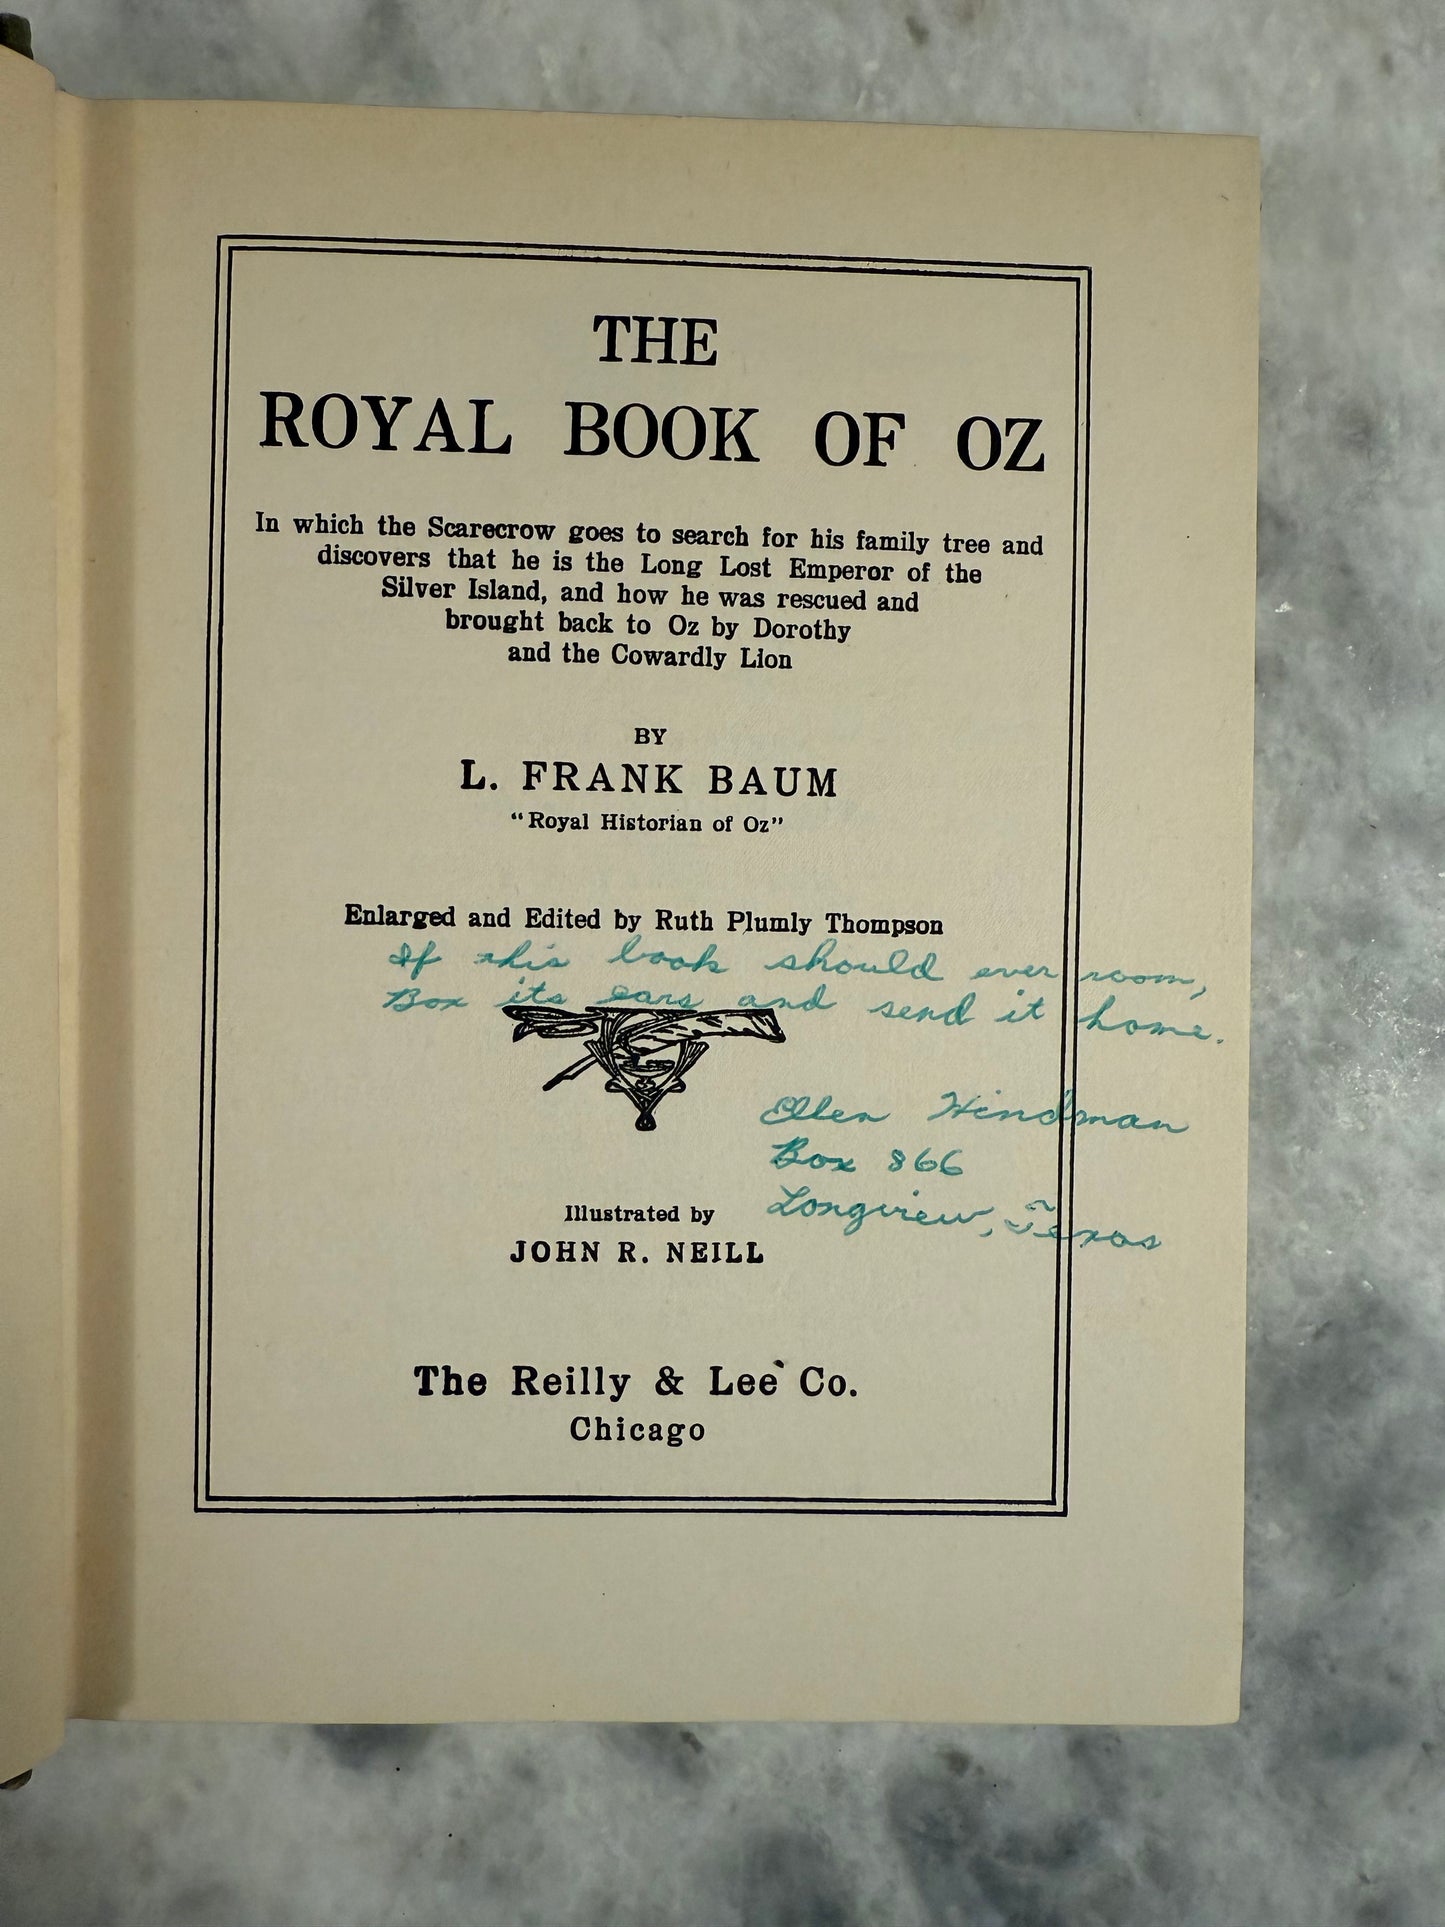 THE
ROYAL BOOK OF OZ
In which the Scarecrow goes to search for his family tree and
discovers that he is the Long Lost Emperor of the
Silver Island, and how he was rescued and
brought back to Oz by Dorothy
and the Cowardly Lion
BY
L. FRANK BAUM
"Royal Historian of Oz"
Enlarged and Edited by Ruth Plumly Thompson
If this book should ever room,
Box its ears and send it home.
Ellen Hindman
Box 866
Longview, Texas
Illustrated by
JOHN R. NEILL
The Reilly & Lee Co.
Chicago